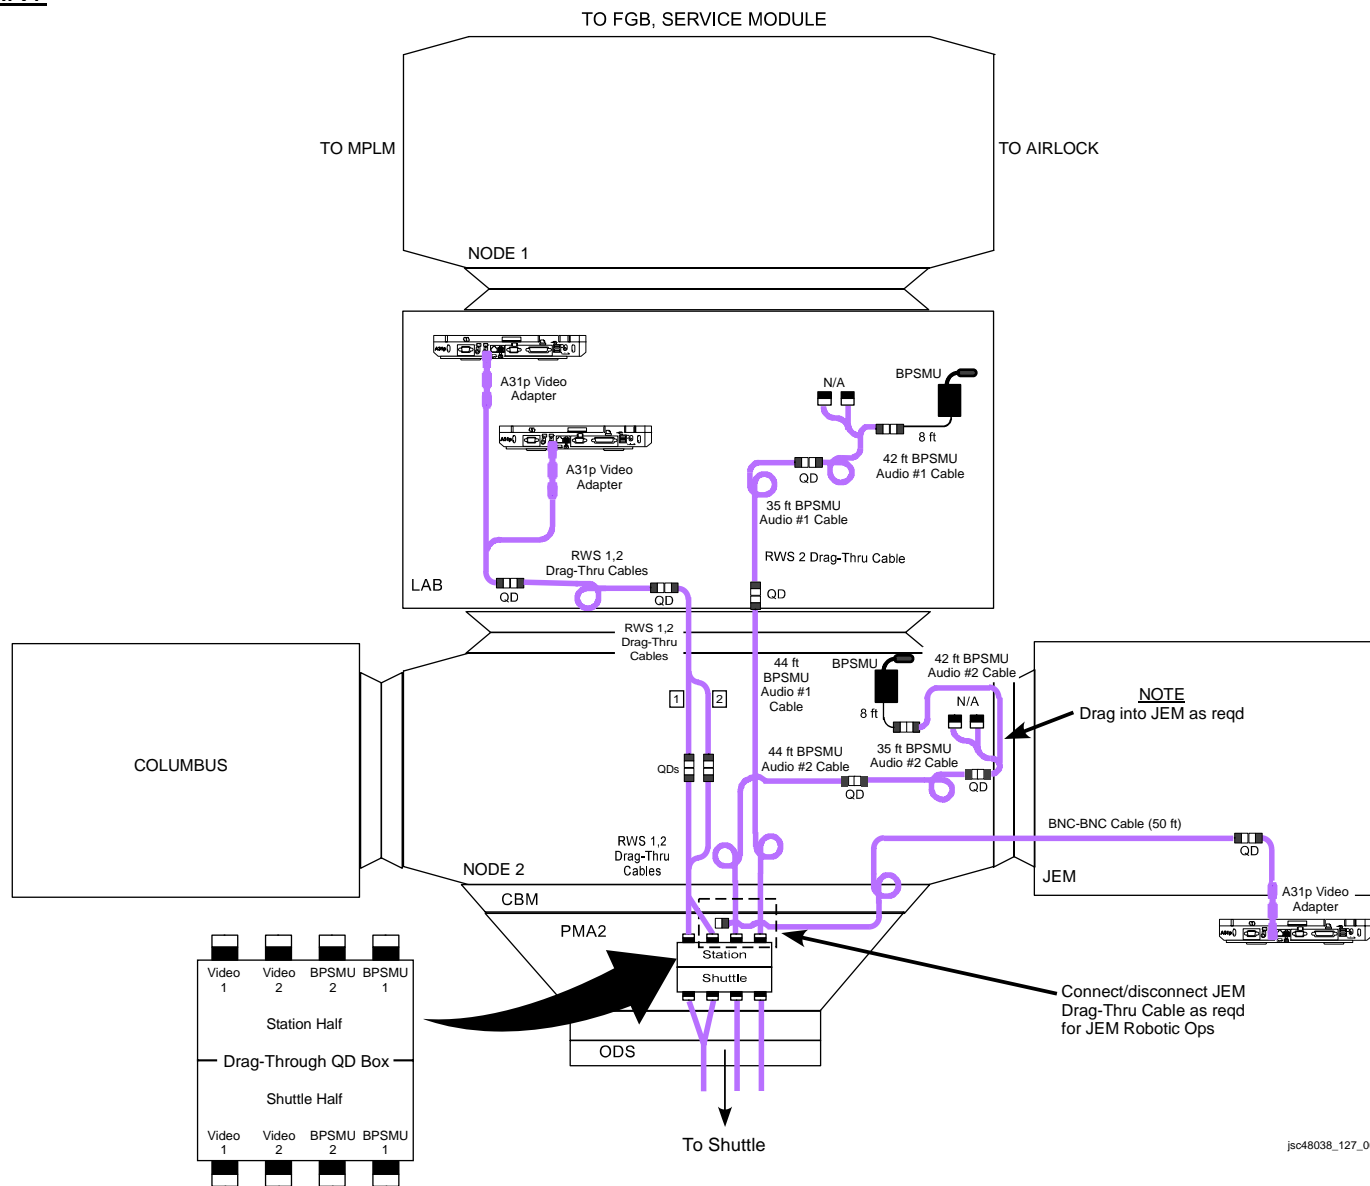 TO FGB, SERVICE MODULE
TO MPLM
TO AIRLOCK
NODE 1
A31p Video
Adapter
A31p Video
Adapter
N/A
BPSMU
8 ft
42 ft BPSMU
Audio #1 Cable
QD
35 ft BPSMU
Audio #1 Cable
RWS 2 Drag-Thru Cable
RWS 1,2
Drag-Thru Cables
LAB
QD
QD
QD
RWS 1,2
Drag-Thru
Cables
44 ft
BPSMU
Audio #1
Cable
BPSMU
42 ft BPSMU
Audio #2 Cable
8 ft
N/A
NOTE
Drag into JEM as reqd
1
2
COLUMBUS
QDs
44 ft BPSMU
Audio #2 Cable
35 ft BPSMU
Audio #2 Cable
QD
QD
BNC-BNC Cable (50 ft)
QD
RWS 1,2
Drag-Thru
Cables
NODE 2
JEM
CBM
A31p Video
Adapter
PMA2
Station
Shuttle
Connect/disconnect JEM
Drag-Thru Cable as reqd
for JEM Robotic Ops
ODS
To Shuttle
Video
1
Video
2
BPSMU
2
BPSMU
1
Station Half
Drag-Through QD Box
Shuttle Half
Video
1
Video
2
BPSMU
2
BPSMU
1